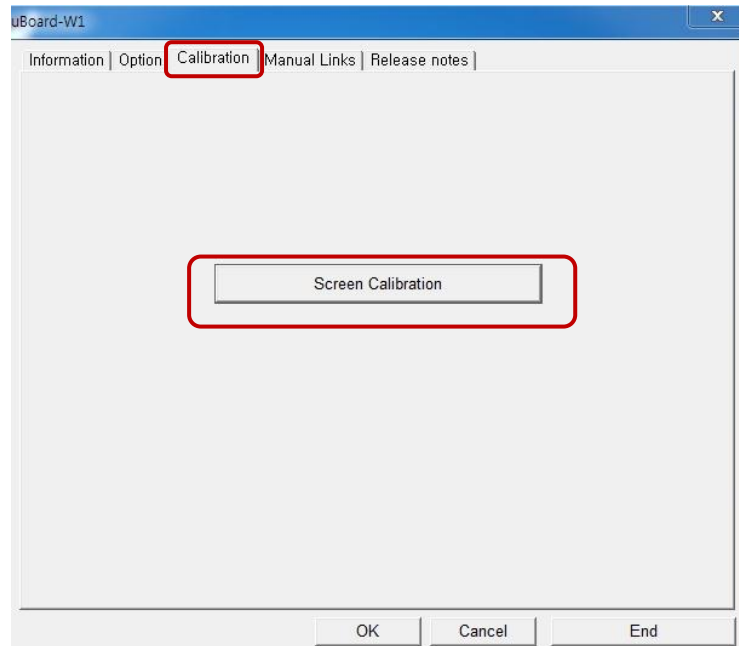 uBoard-W1
Information Option Calibration Manual Links Release notes
Screen Calibration
OK Cancel End